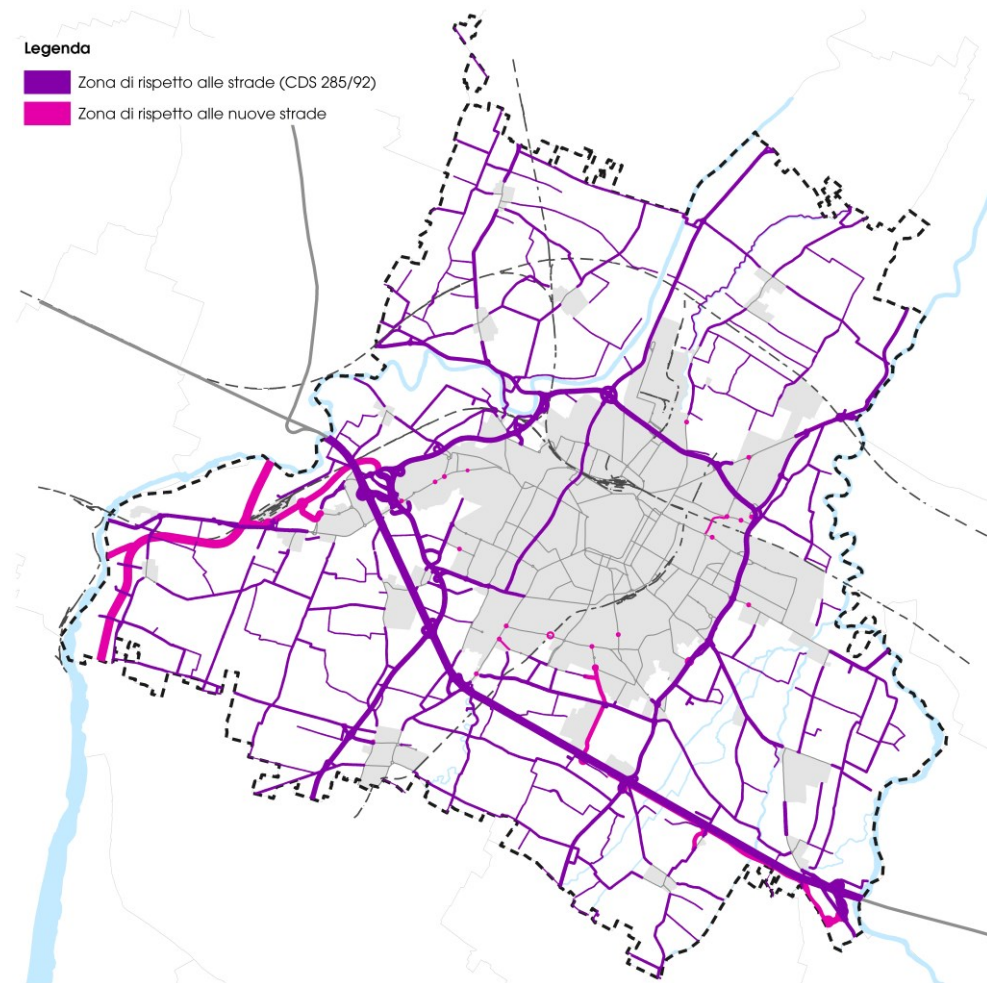 Legenda
Zona di rispetto alle strade (CDS 285/92)
Zona di rispetto alle nuove strade